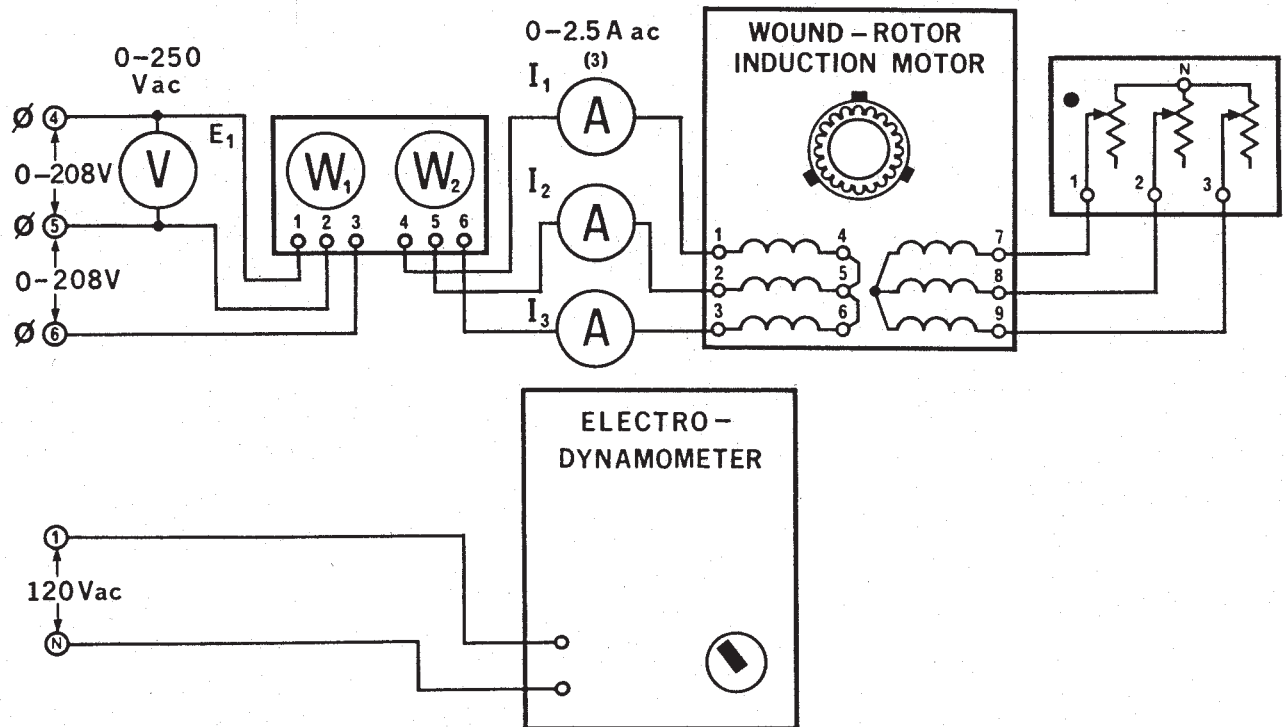 0-2.5 A ac
(3)
0-250
Vac
I1
I2
I3
E1
Ø 4
0-208V
Ø 5
0-208V
Ø 6
V
W1
W2
1 2 3 4 5 6
A
A
A
WOUND-ROTOR
INDUCTION MOTOR
1 4 7
2 5 8
3 6 9
N
1 2 3
ELECTRO-
DYNAMOMETER
1
120 Vac
N